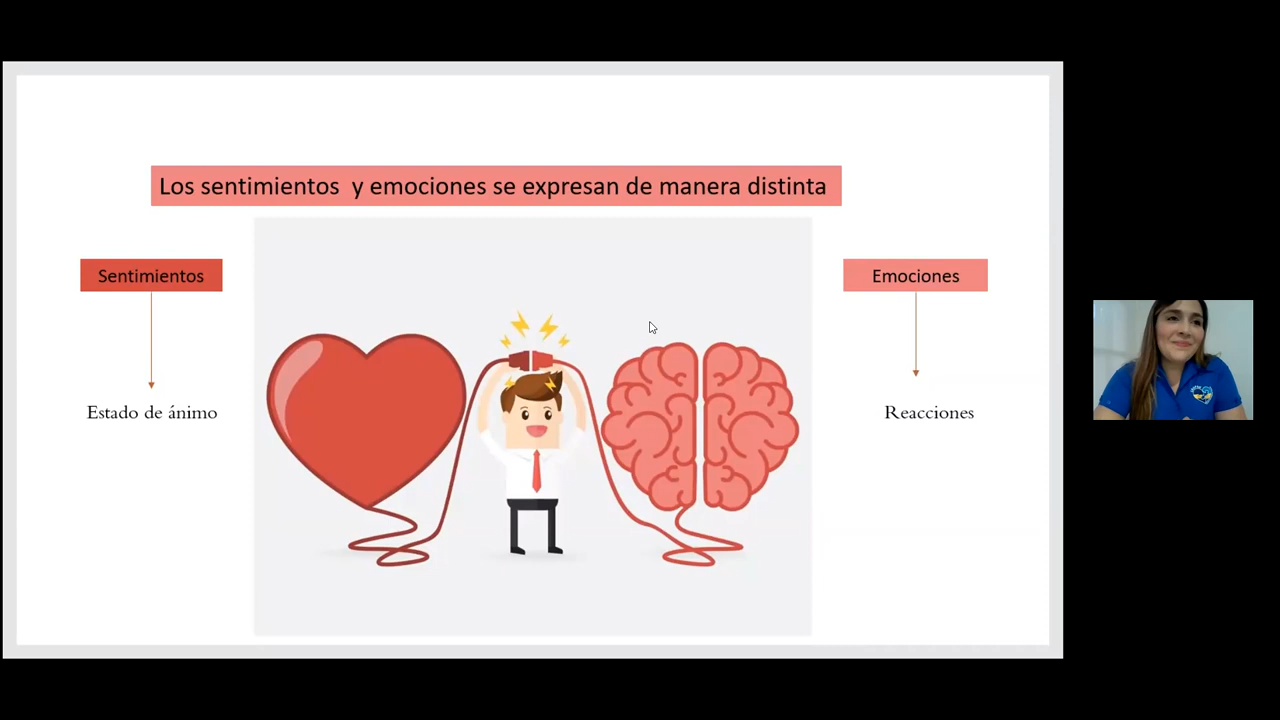 Los sentimientos  y emociones se expresan de manera distinta
Sentimientos
Emociones
Estado de ánimo
Reacciones